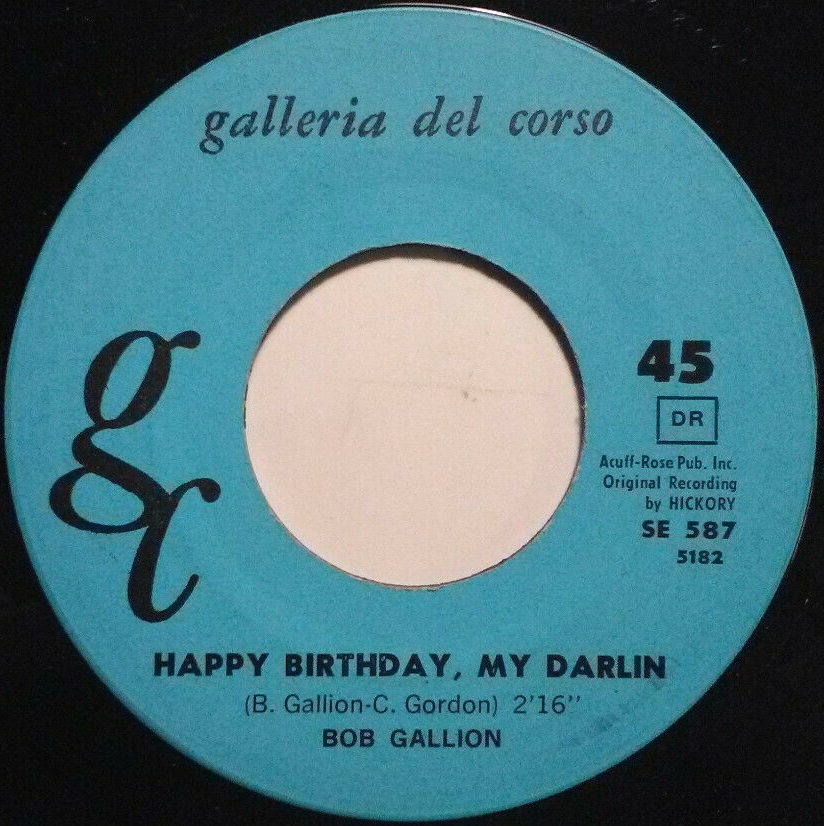 galleria del corso
gc
45
DR
Acuff-Rose Pub. Inc.
Original Recording
by HICKORY
SE 587
5182
HAPPY BIRTHDAY, MY DARLIN
(B. Gallion-C. Gordon) 2'16''
BOB GALLION